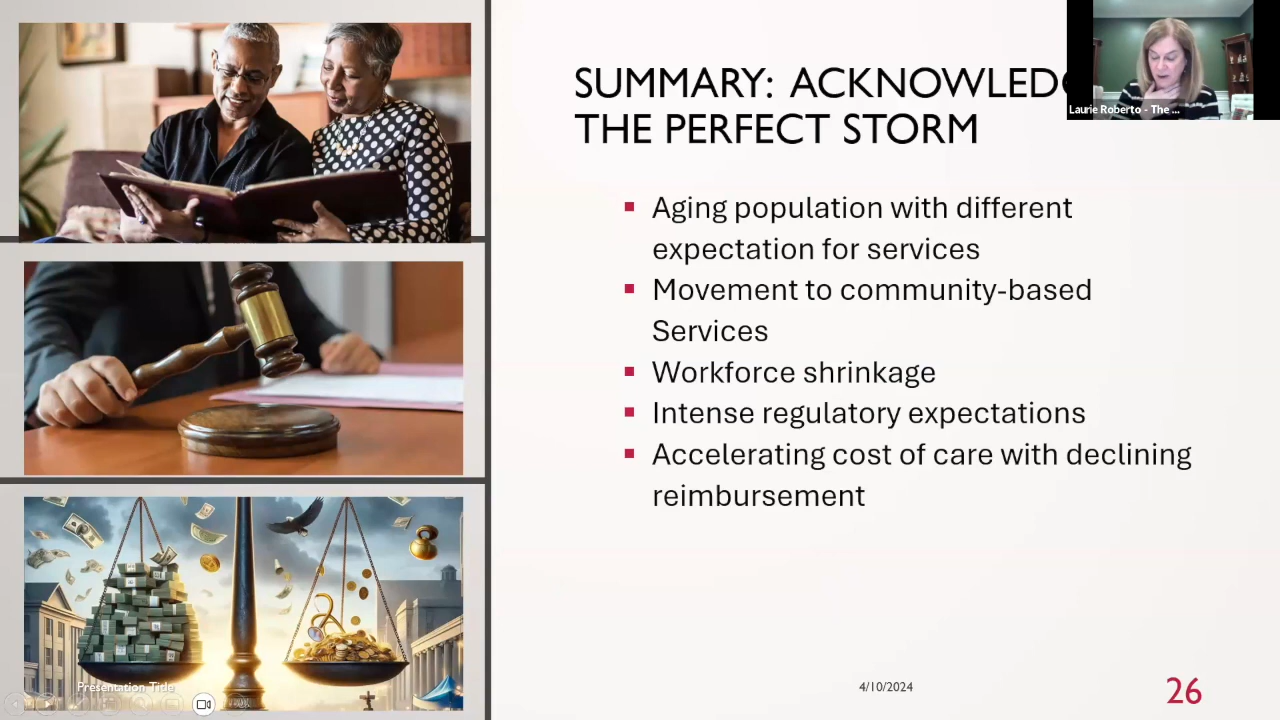 SUMMARY: ACKNOWLEDG
THE PERFECT STORM
Laurie Roberto - The ...
▪ Aging population with different
expectation for services
▪ Movement to community-based
Services
▪ Workforce shrinkage
▪ Intense regulatory expectations
▪ Accelerating cost of care with declining
reimbursement
Presentation Title
4/10/2024
26